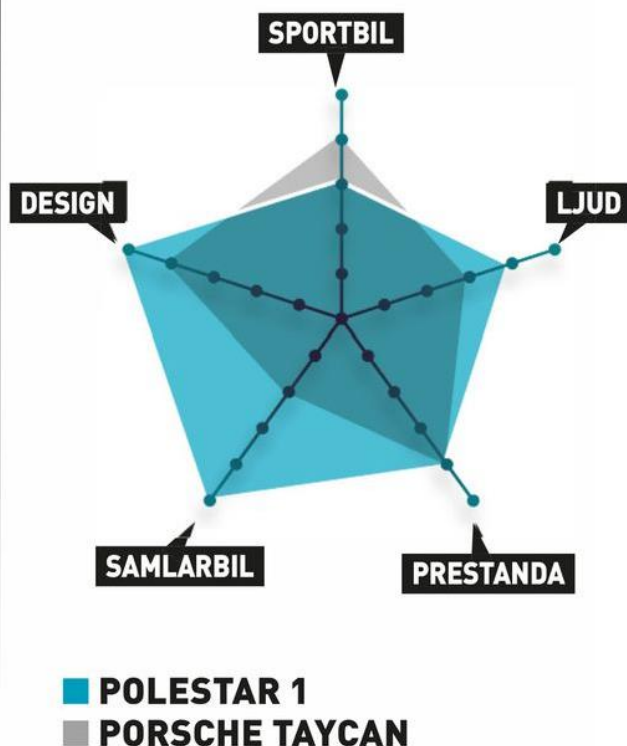 SPORTBIL
DESIGN
LJUD
SAMLARBIL
PRESTANDA
POLESTAR 1
PORSCHE TAYCAN